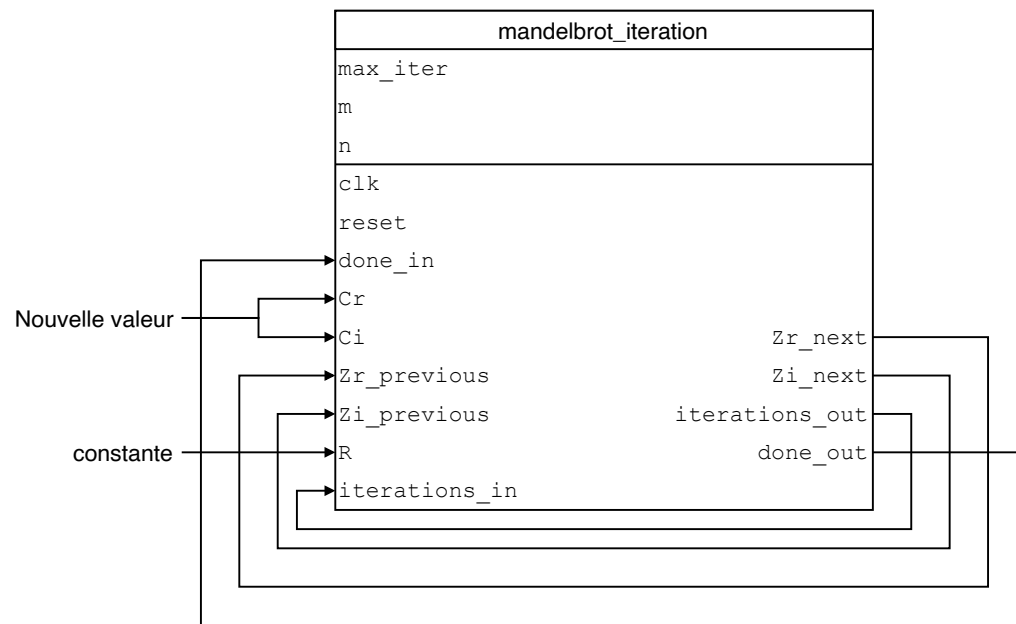 mandelbrot_iteration
max_iter
m
n
clk
reset
done_in
Cr
Nouvelle valeur
Ci
Zr_next
Zr_previous
Zi_next
Zi_previous
iterations_out
constante
R
done_out
iterations_in